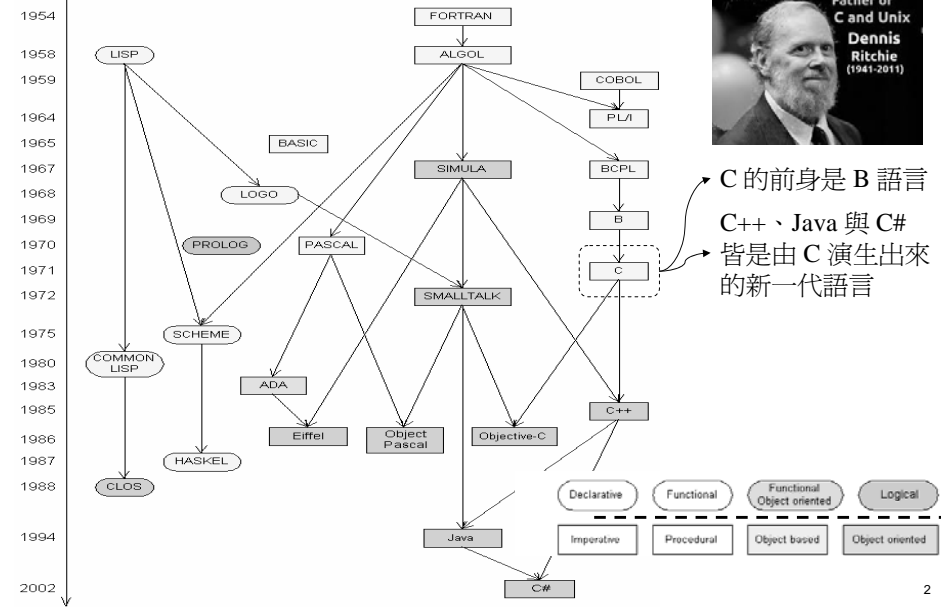 1954
FORTRAN
Father of
C and Unix
Dennis
Ritchie
(1941-2011)
1958
LISP
ALGOL
1959
COBOL
1964
PL/I
1965
BASIC
1967
SIMULA
BCPL
1968
LOGO
C 的前身是 B 語言
1969
B
C++、Java 與 C#
皆是由 C 演生出來
的新一代語言
1970
PROLOG
PASCAL
1971
C
1972
SMALLTALK
1975
SCHEME
1980
COMMON
LISP
1983
ADA
1985
C++
1986
Eiffel
Object
Pascal
Objective-C
1987
HASKEL
1988
CLOS
Declarative
Functional
Functional
Object oriented
Logical
Imperative
Procedural
Object based
Object oriented
1994
Java
2002
C#
2